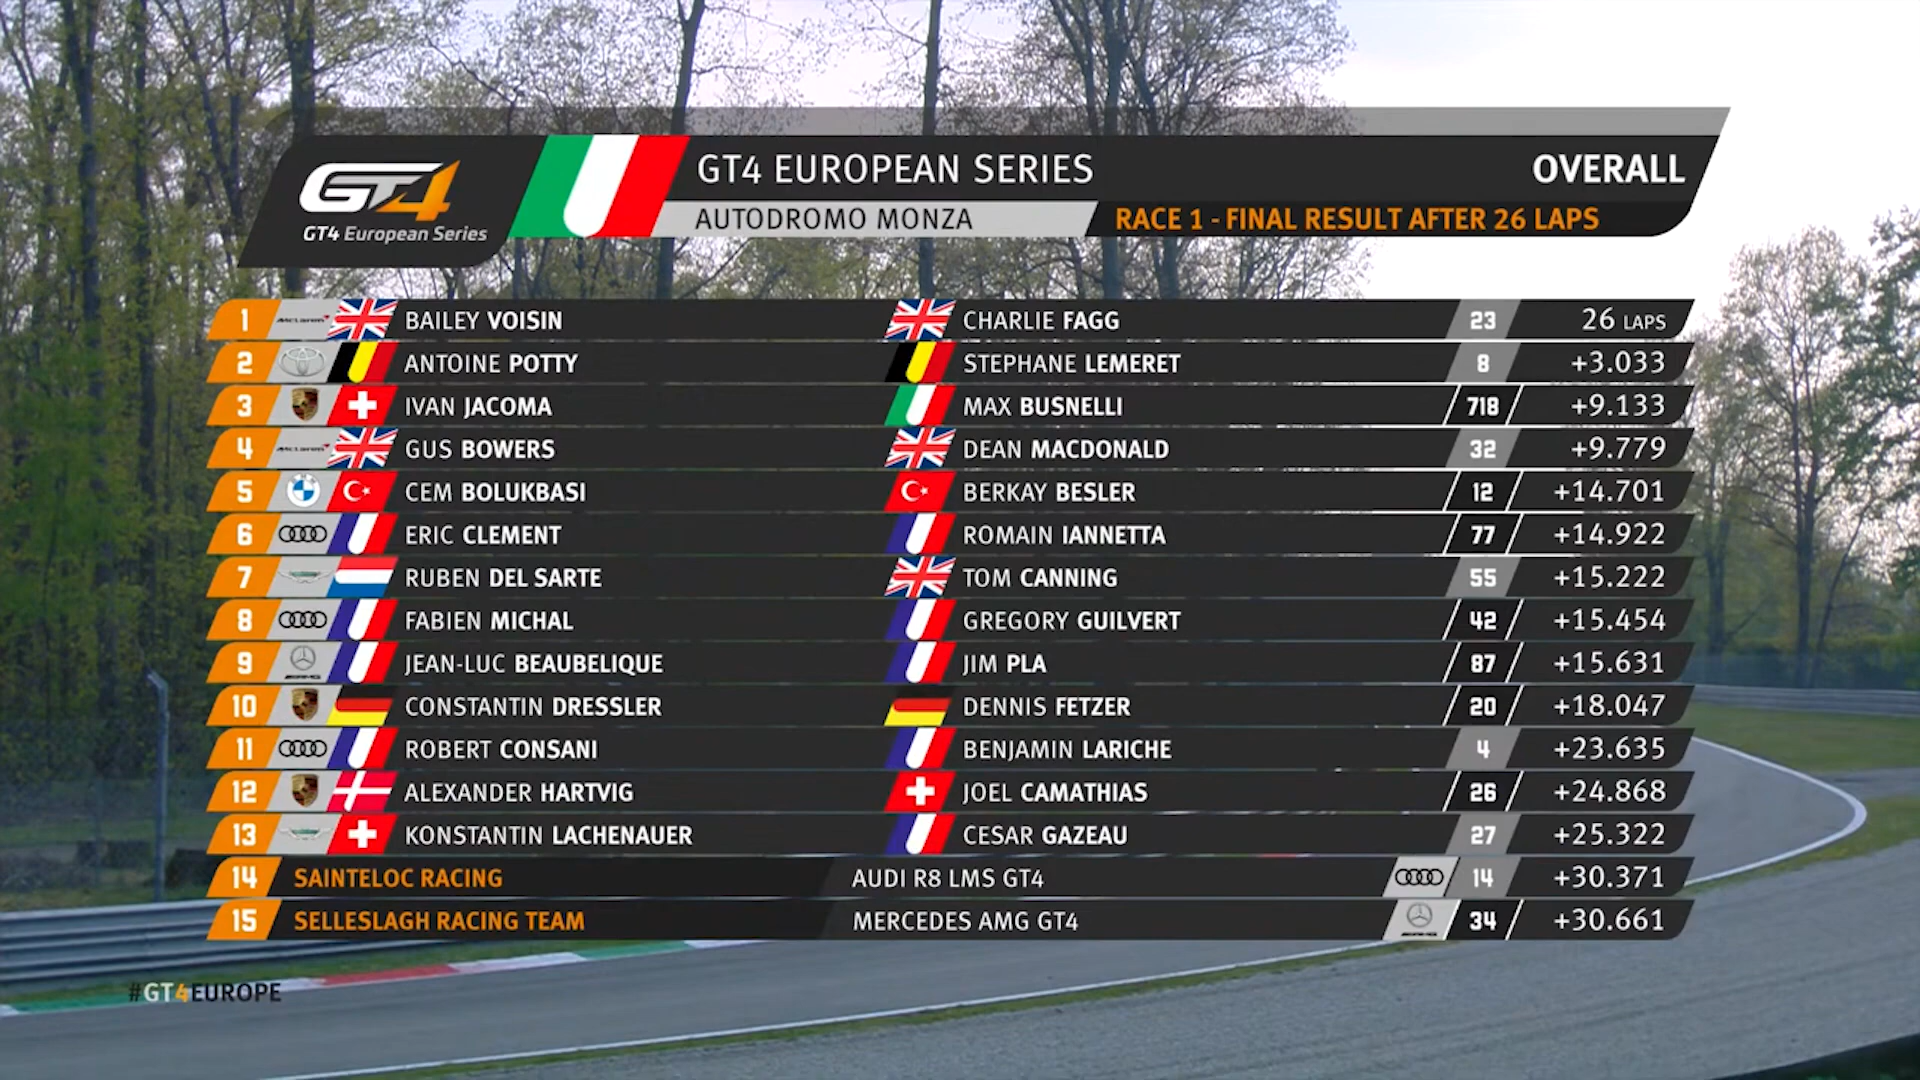 GT4 EUROPEAN SERIES OVERALL
GT4 European Series
AUTODROMO MONZA RACE 1 - FINAL RESULT AFTER 26 LAPS
1 McLaren BAILEY VOISIN CHARLIE FAGG 23 26 LAPS
2 ANTOINE POTTY STEPHANE LEMERET 8 +3.033
3 IVAN JACOMA MAX BUSNELLI 718 +9.133
4 McLaren GUS BOWERS DEAN MACDONALD 32 +9.779
5 CEM BOLUKBASI BERKAY BESLER 12 +14.701
6 ERIC CLEMENT ROMAIN IANNETTA 77 +14.922
7 RUBEN DEL SARTE TOM CANNING 55 +15.222
8 FABIEN MICHAL GREGORY GUILVERT 42 +15.454
9 AMG JEAN-LUC BEAUBELIQUE JIM PLA 87 +15.631
10 CONSTANTIN DRESSLER DENNIS FETZER 20 +18.047
11 ROBERT CONSANI BENJAMIN LARICHE 4 +23.635
12 ALEXANDER HARTVIG JOEL CAMATHIAS 26 +24.868
13 KONSTANTIN LACHENAUER CESAR GAZEAU 27 +25.322
14 SAINTELOC RACING AUDI R8 LMS GT4 14 +30.371
15 SELLESLAGH RACING TEAM MERCEDES AMG GT4 AMG 34 +30.661
#GT4EUROPE